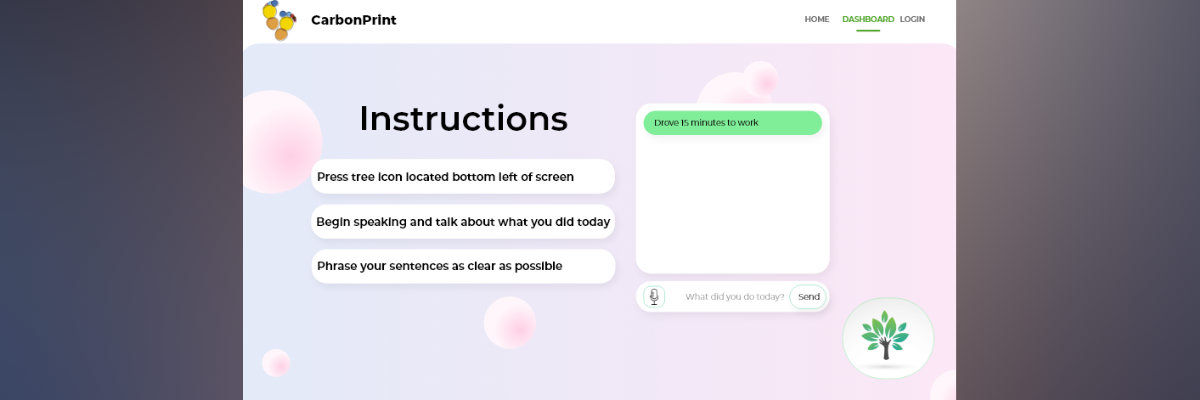 CarbonPrint
HOME DASHBOARD LOGIN
Instructions
Press tree icon located bottom left of screen
Begin speaking and talk about what you did today
Phrase your sentences as clear as possible
Drove 15 minutes to work
What did you do today? Send